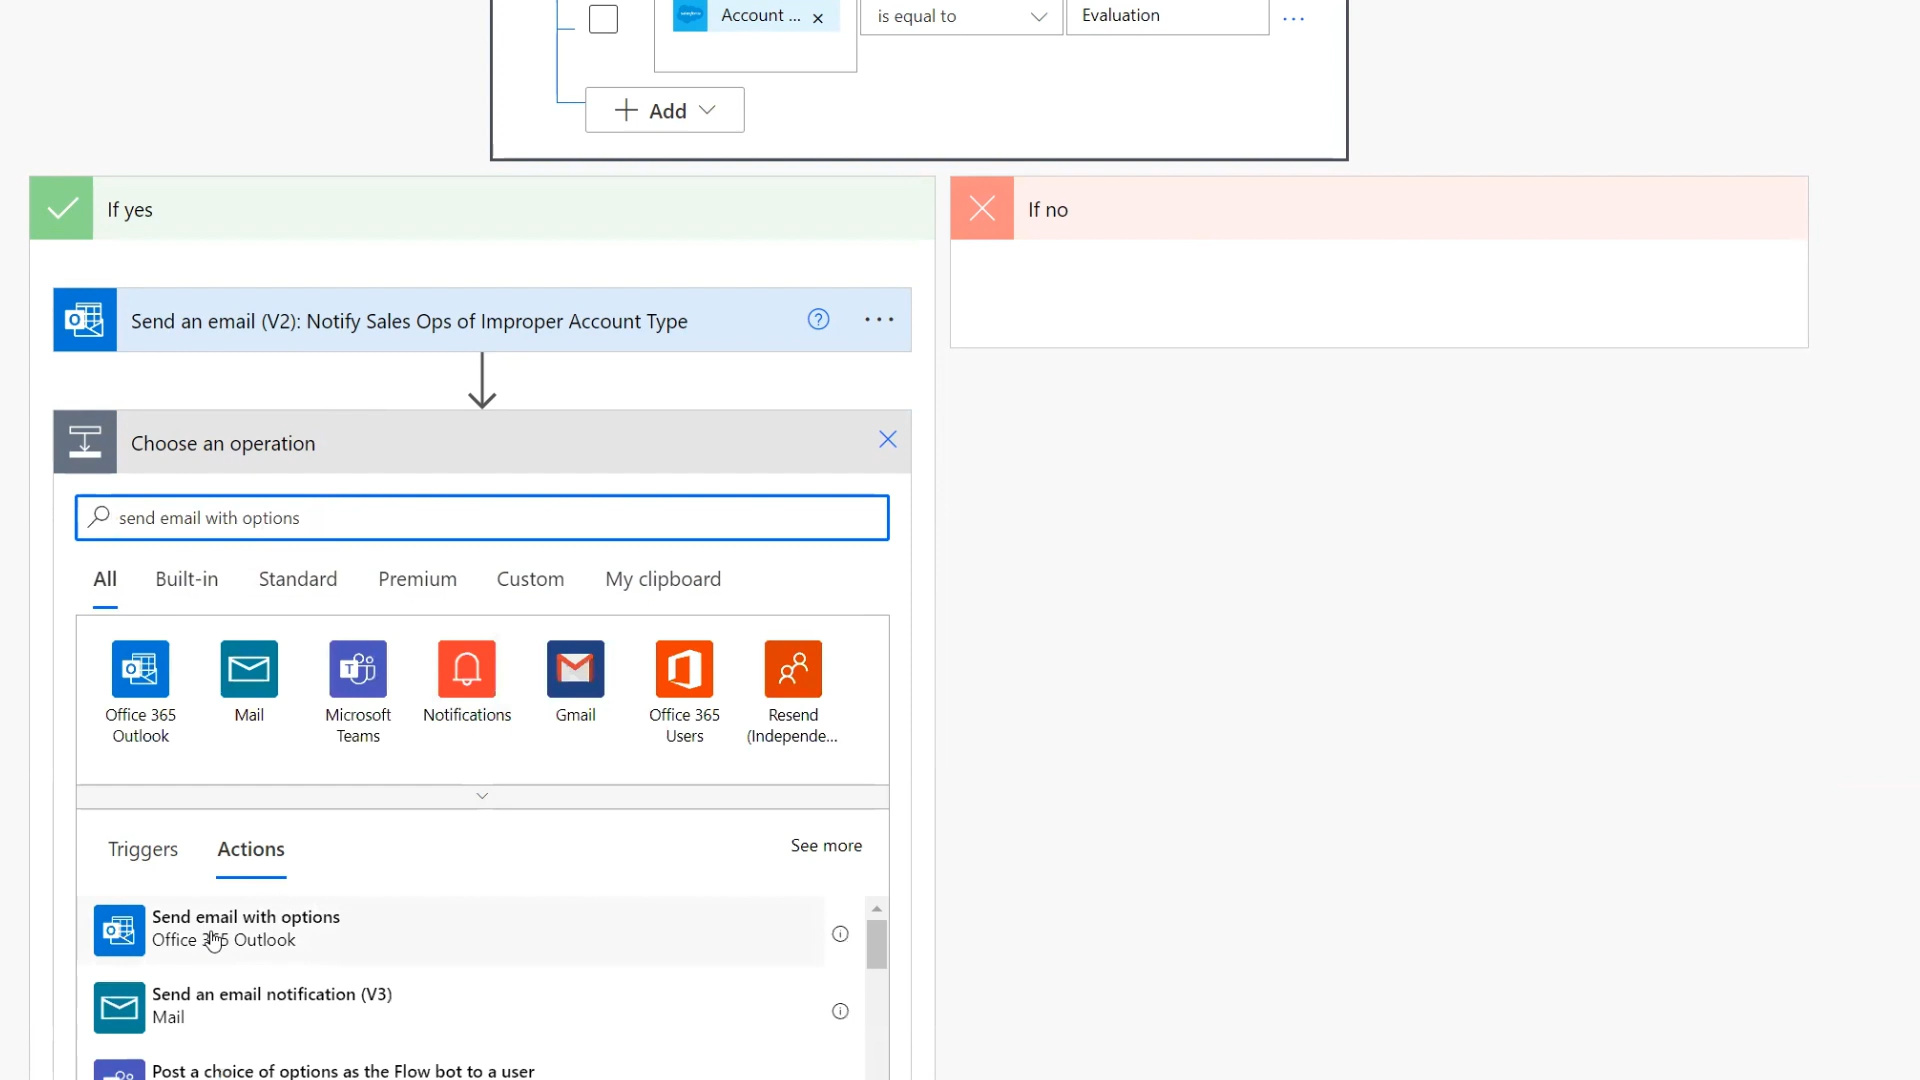 Account ... ×
is equal to
Evaluation
...
Add
If yes
If no
Send an email (V2): Notify Sales Ops of Improper Account Type
Choose an operation
send email with options
All
Built-in
Standard
Premium
Custom
My clipboard
Office 365
Outlook
Mail
Microsoft
Teams
Notifications
Gmail
Office 365
Users
Resend
(Independe...
Triggers
Actions
See more
Send email with options
Office 365 Outlook
Send an email notification (V3)
Mail
Post a choice of options as the Flow bot to a user